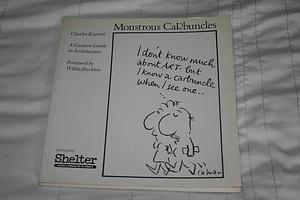 Monstrous Carbuncles
Charles Knevitt
A Cartoon Guide
to Architecture
Foreword by
Willie Rushton
I don't know much
about ART - but
I know a carbuncle
when I see one...
calman
Shelter